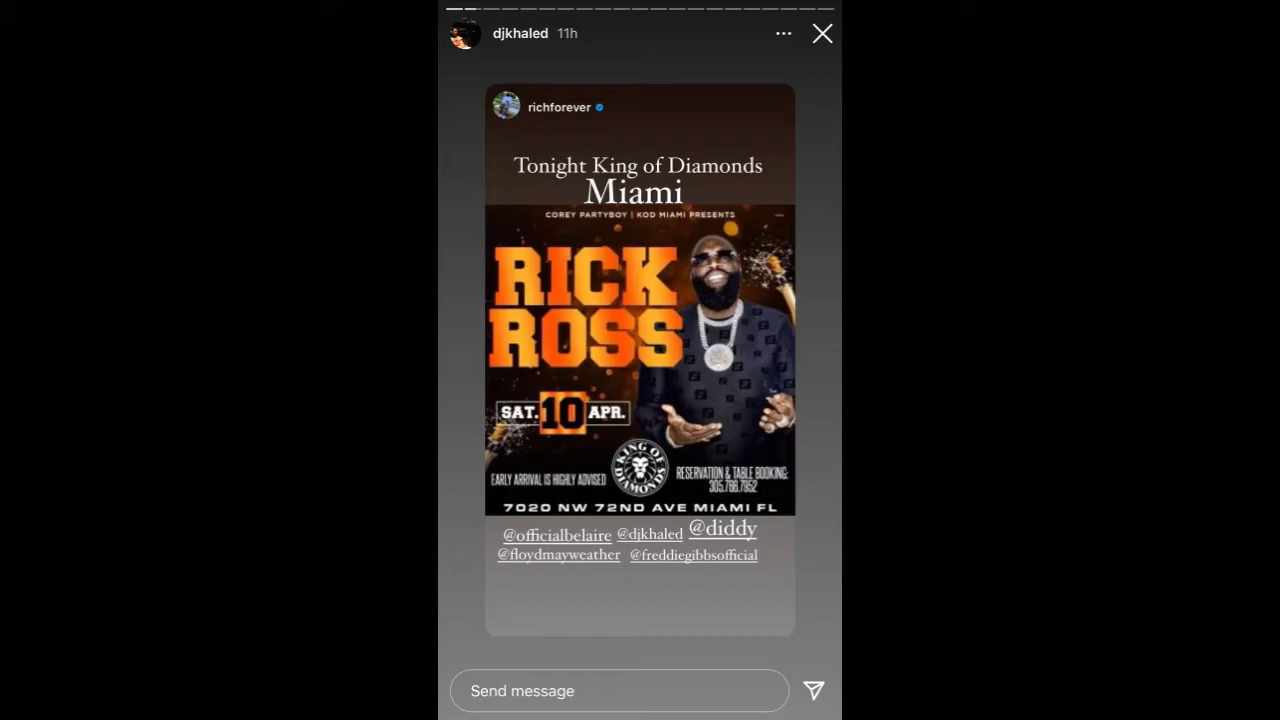 djkhaled 11h
richforever
Tonight King of Diamonds
Miami
COREY PARTYBOY | KOD MIAMI PRESENTS
RICK
ROSS
SAT. 10 APR.
KING OF
DIAMONDS
EARLY ARRIVAL IS HIGHLY ADVISED
RESERVATION & TABLE BOOKING:
305.766.7952
7020 NW 72ND AVE MIAMI FL
@officialbelaire @djkhaled @diddy
@floydmayweather @freddiegibbsofficial
Send message